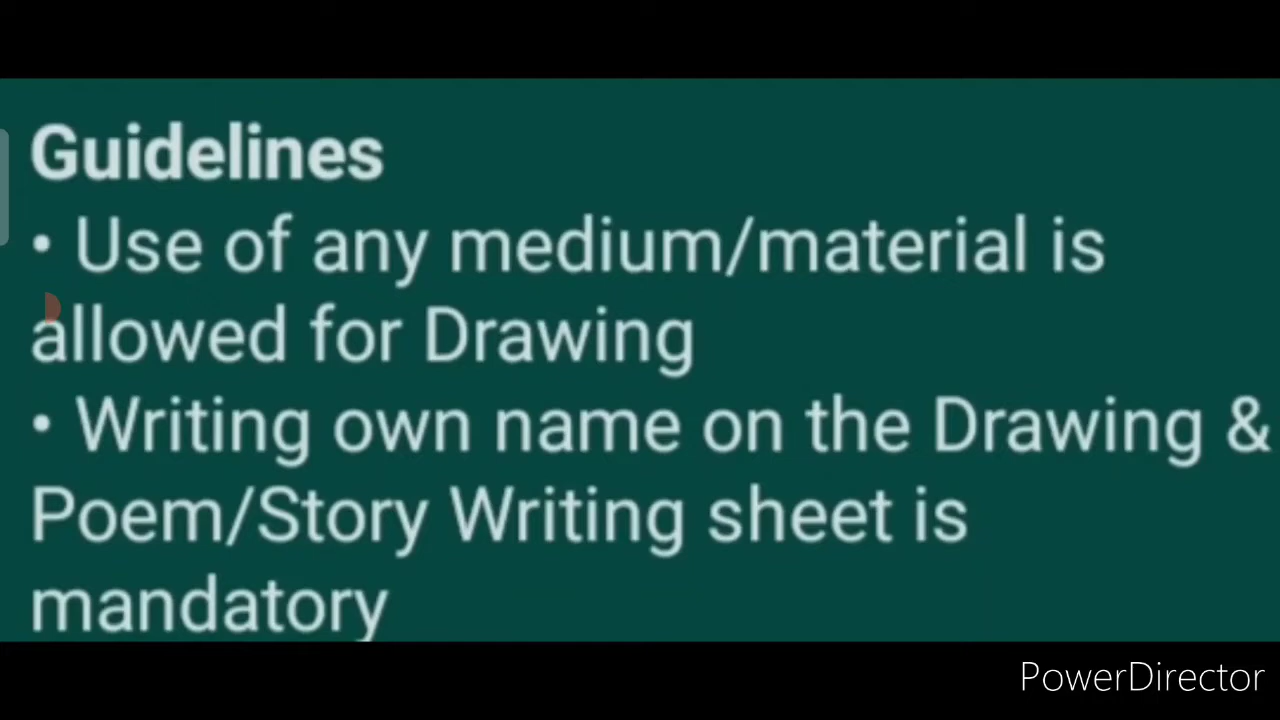 Guidelines
• Use of any medium/material is
allowed for Drawing
• Writing own name on the Drawing &
Poem/Story Writing sheet is
mandatory
PowerDirector